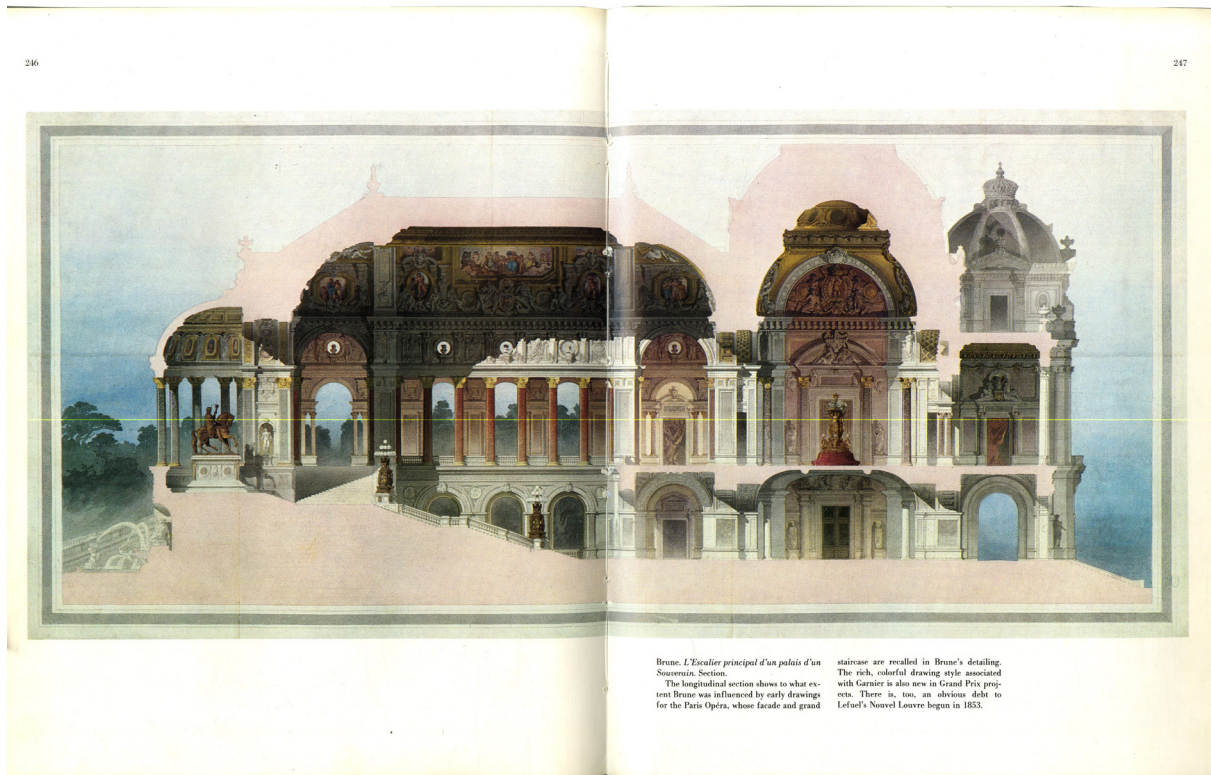 246
247
Brune. L'Escalier principal d'un palais d'un
Souverain. Section.
The longitudinal section shows to what ex-
tent Brune was influenced by early drawings
for the Paris Opéra, whose facade and grand
staircase are recalled in Brune's detailing.
The rich, colorful drawing style associated
with Garnier is also new in Grand Prix proj-
ects. There is, too, an obvious debt to
Lefuel's Nouvel Louvre begun in 1853.